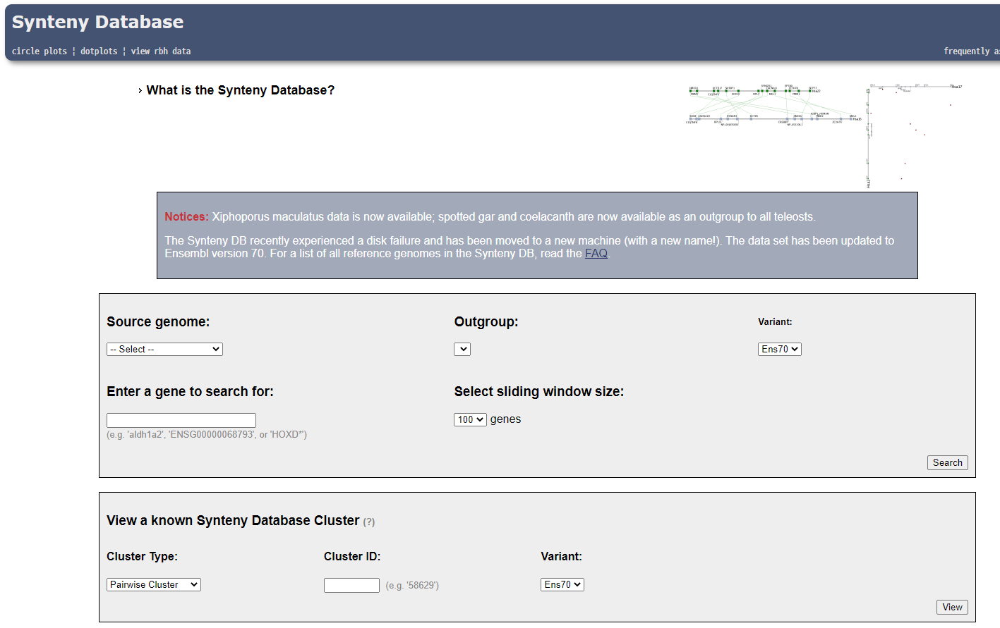 Synteny Database
circle plots ¦ dotplots ¦ view rbh data
frequently as
› What is the Synteny Database?
Hsa22
Hsa17
Notices: Xiphoporus maculatus data is now available; spotted gar and coelacanth are now available as an outgroup to all teleosts.
The Synteny DB recently experienced a disk failure and has been moved to a new machine (with a new name!). The data set has been updated to
Ensembl version 70. For a list of all reference genomes in the Synteny DB, read the FAQ.
Source genome:
Outgroup:
Variant:
-- Select --
Ens70
Enter a gene to search for:
Select sliding window size:
100 genes
(e.g. 'aldh1a2', 'ENSG00000068793', or 'HOXD*')
Search
View a known Synteny Database Cluster (?)
Cluster Type:
Cluster ID:
Variant:
Pairwise Cluster
(e.g. '58629')
Ens70
View